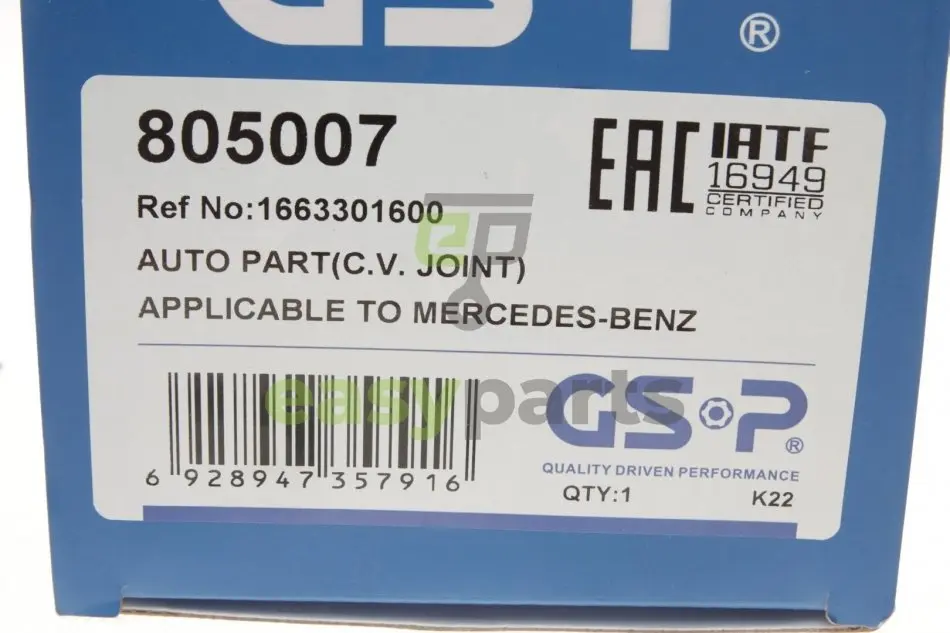 GSP®
805007
EAC
IATF
16949
CERTIFIED
COMPANY
Ref No:1663301600
AUTO PART(C.V. JOINT)
APPLICABLE TO MERCEDES-BENZ
easyparts
6 928947 357916
GSP®
QUALITY DRIVEN PERFORMANCE
QTY:1
K22